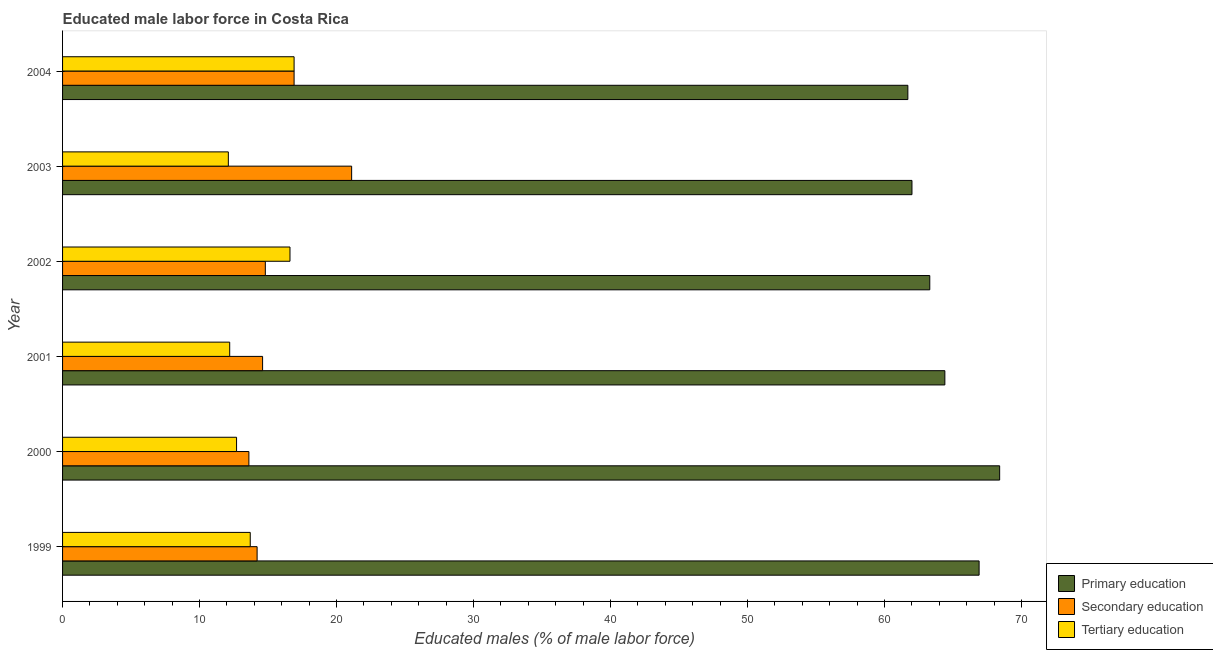 Educated male labor force in Costa Rica
2004
2003
2002
2001
2000
1999
Year
0
10
20
30
40
50
60
70
Educated males (% of male labor force)
Primary education
Secondary education
Tertiary education